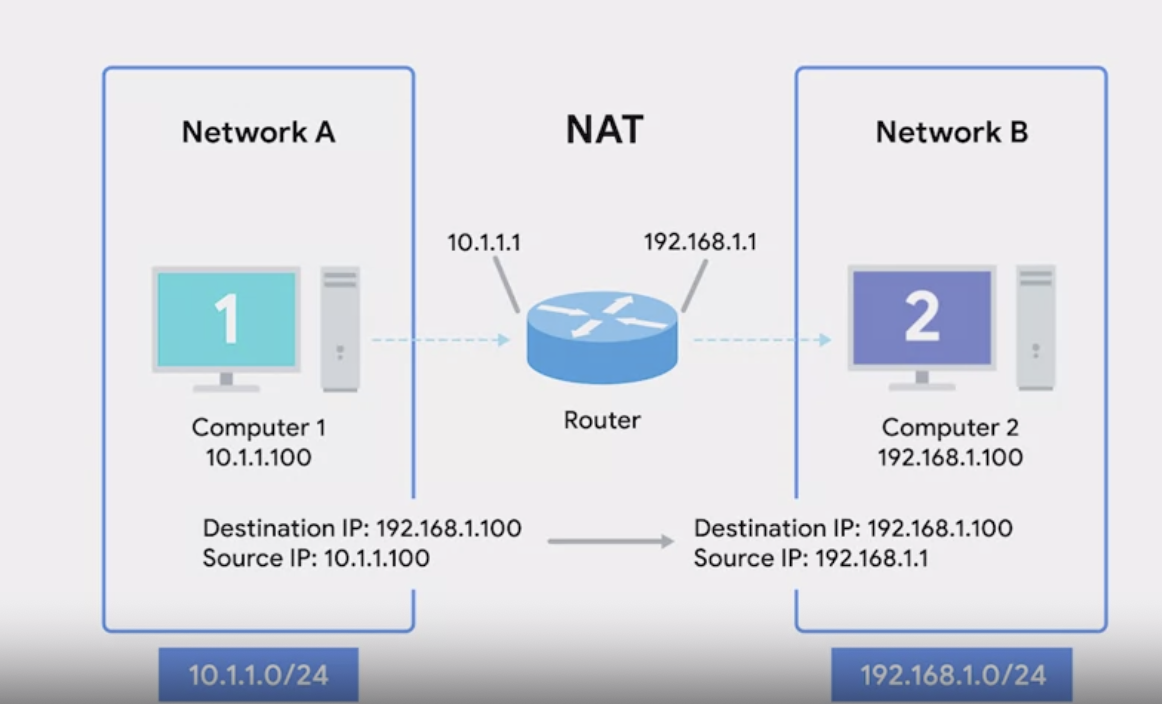 NAT
Network A
Network B
10.1.1.1
192.168.1.1
1
2
Router
Computer 1
10.1.1.100
Computer 2
192.168.1.100
Destination IP: 192.168.1.100
Source IP: 10.1.1.100
Destination IP: 192.168.1.100
Source IP: 192.168.1.1
10.1.1.0/24
192.168.1.0/24